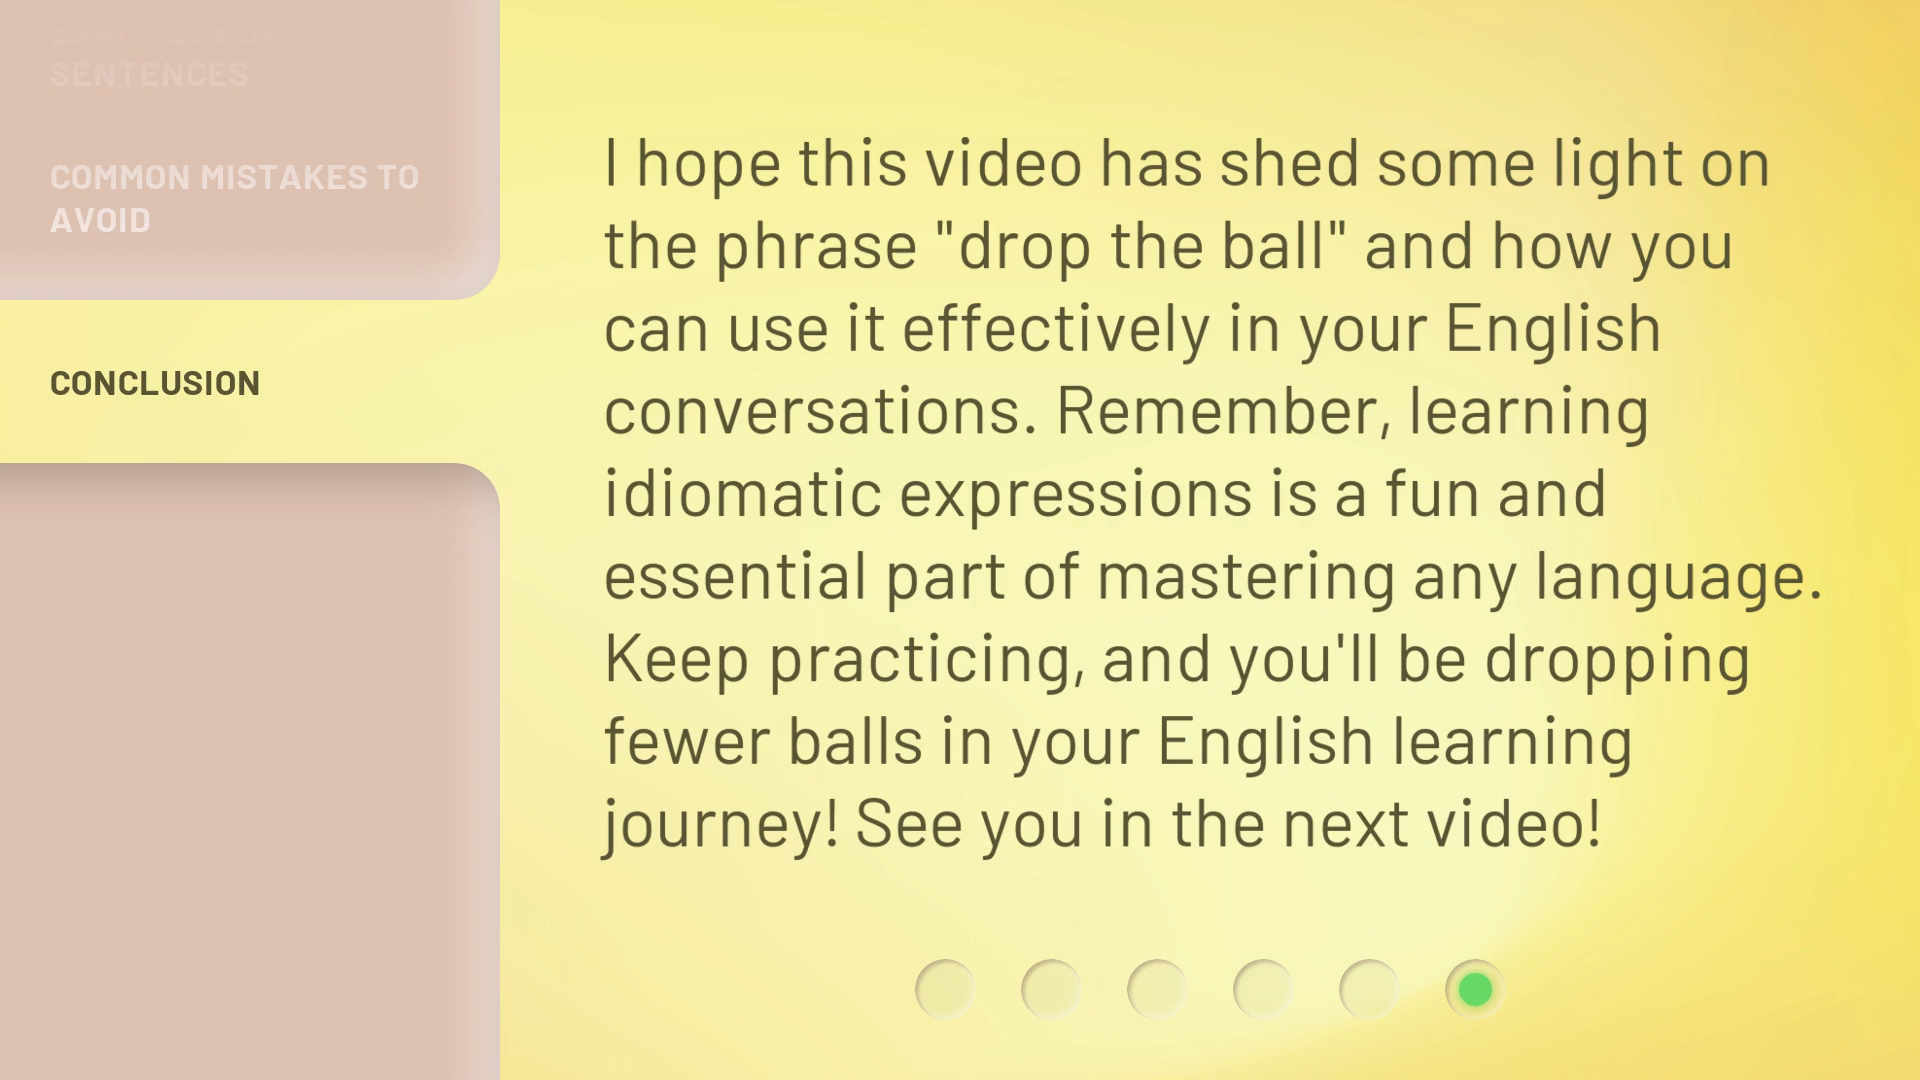 SENTENCES
COMMON MISTAKES TO
AVOID
CONCLUSION
I hope this video has shed some light on
the phrase "drop the ball" and how you
can use it effectively in your English
conversations. Remember, learning
idiomatic expressions is a fun and
essential part of mastering any language.
Keep practicing, and you'll be dropping
fewer balls in your English learning
journey! See you in the next video!